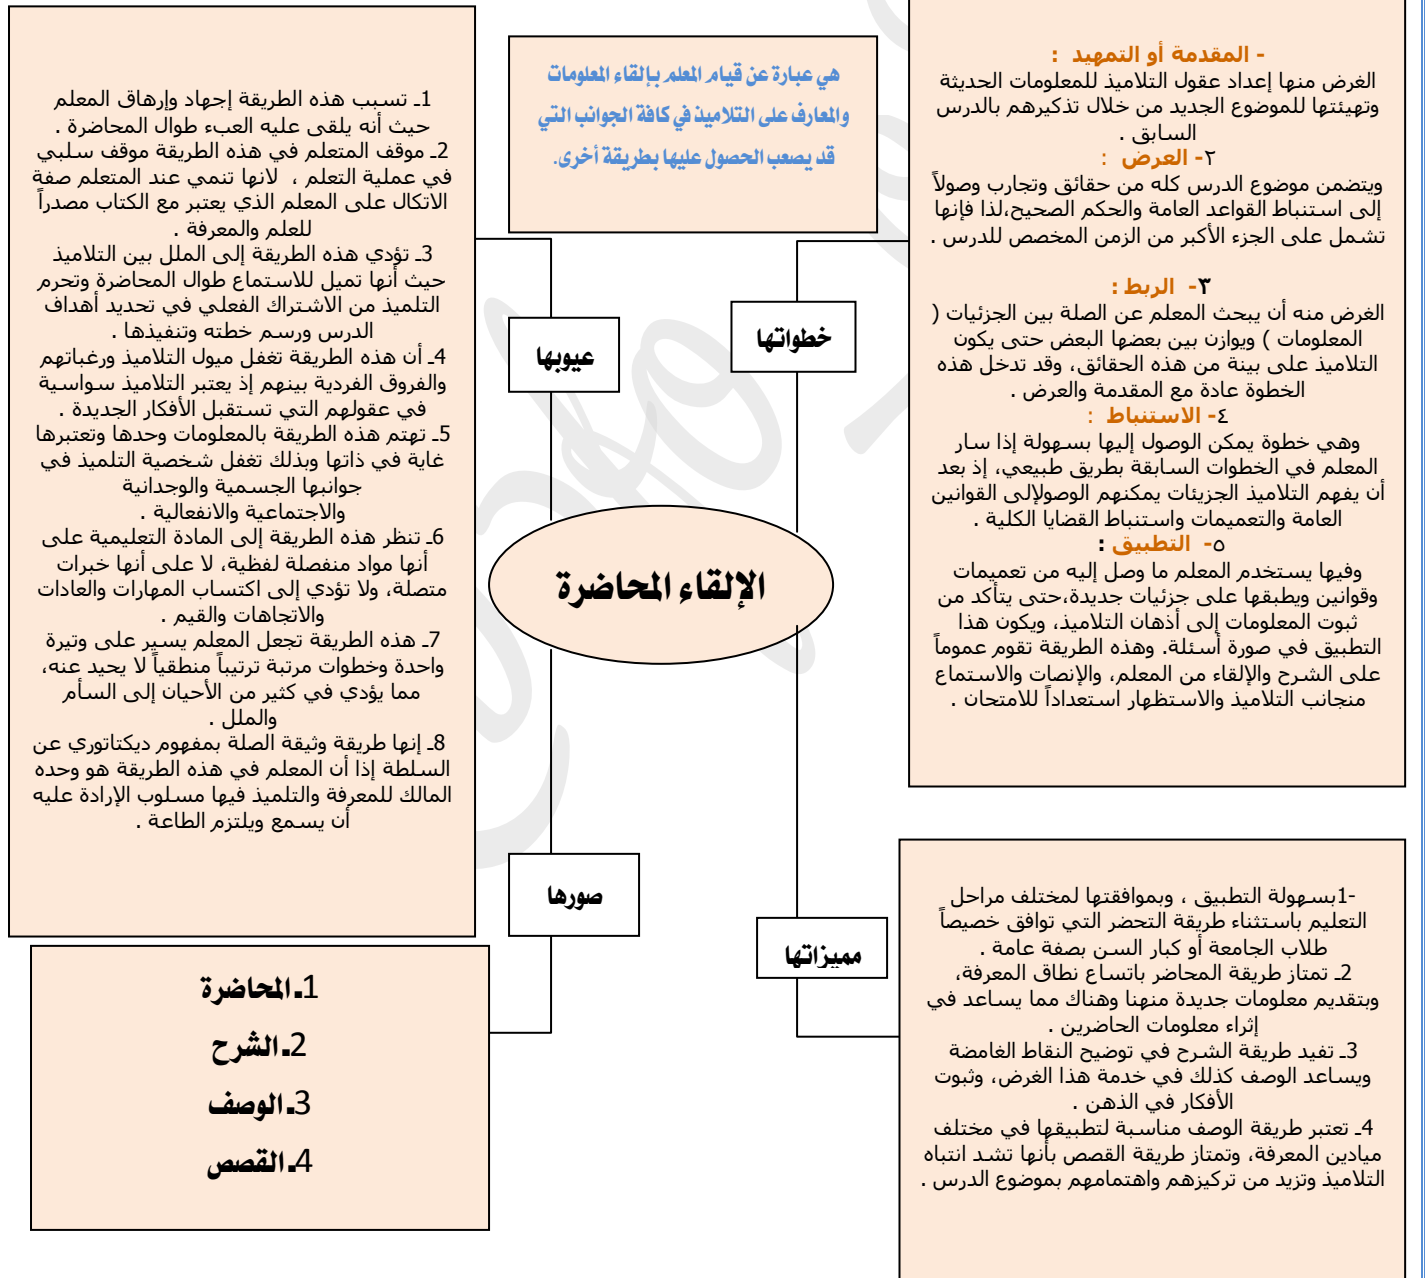 هي عبارة عن قيام المعلم بإلقاء المعلومات
والمعارف على التلاميذ في كافة الجوانب التي
قد يصعب الحصول عليها بطريقة أخرى.
- المقدمة أو التمهيد :
الغرض منها إعداد عقول التلاميذ للمعلومات الحديثة
وتهيئتها للموضوع الجديد من خلال تذكيرهم بالدرس
السابق .
٢- العرض :
ويتضمن موضوع الدرس كله من حقائق وتجارب وصولاً
إلى استنباط القواعد العامة والحكم الصحيح،لذا فإنها
تشمل على الجزء الأكبر من الزمن المخصص للدرس .
٣- الربط :
الغرض منه أن يبحث المعلم عن الصلة بين الجزئيات (
المعلومات ) ويوازن بين بعضها البعض حتى يكون
التلاميذ على بينة من هذه الحقائق، وقد تدخل هذه
الخطوة عادة مع المقدمة والعرض .
٤- الاستنباط :
وهي خطوة يمكن الوصول إليها بسهولة إذا سار
المعلم في الخطوات السابقة بطريق طبيعي، إذ بعد
أن يفهم التلاميذ الجزيئات يمكنهم الوصولإلى القوانين
العامة والتعميمات واستنباط القضايا الكلية .
٥- التطبيق :
وفيها يستخدم المعلم ما وصل إليه من تعميمات
وقوانين ويطبقها على جزئيات جديدة،حتى يتأكد من
ثبوت المعلومات إلى أذهان التلاميذ، ويكون هذا
التطبيق في صورة أسئلة. وهذه الطريقة تقوم عموماً
على الشرح والإلقاء من المعلم، والإنصات والاستماع
منجانب التلاميذ والاستظهار استعداداً للامتحان .
خطواتها
عيوبها
1ـ تسبب هذه الطريقة إجهاد وإرهاق المعلم
حيث أنه يلقى عليه العبء طوال المحاضرة .
2ـ موقف المتعلم في هذه الطريقة موقف سلبي
في عملية التعلم ، لانها تنمي عند المتعلم صفة
الاتكال على المعلم الذي يعتبر مع الكتاب مصدراً
للعلم والمعرفة .
3ـ تؤدي هذه الطريقة إلى الملل بين التلاميذ
حيث أنها تميل للاستماع طوال المحاضرة وتحرم
التلميذ من الاشتراك الفعلي في تحديد أهداف
الدرس ورسم خطته وتنفيذها .
4ـ أن هذه الطريقة تغفل ميول التلاميذ ورغباتهم
والفروق الفردية بينهم إذ يعتبر التلاميذ سواسية
في عقولهم التي تستقبل الأفكار الجديدة .
5ـ تهتم هذه الطريقة بالمعلومات وحدها وتعتبرها
غاية في ذاتها وبذلك تغفل شخصية التلميذ في
جوانبها الجسمية والوجدانية
والاجتماعية والانفعالية .
6ـ تنظر هذه الطريقة إلى المادة التعليمية على
أنها مواد منفصلة لفظية، لا على أنها خبرات
متصلة، ولا تؤدي إلى اكتساب المهارات والعادات
والاتجاهات والقيم .
7ـ هذه الطريقة تجعل المعلم يسير على وتيرة
واحدة وخطوات مرتبة ترتيباً منطقياً لا يحيد عنه،
مما يؤدي في كثير من الأحيان إلى السأم
والملل .
8ـ إنها طريقة وثيقة الصلة بمفهوم ديكتاتوري عن
السلطة إذا أن المعلم في هذه الطريقة هو وحده
المالك للمعرفة والتلميذ فيها مسلوب الإرادة عليه
أن يسمع ويلتزم الطاعة .
الإلقاء المحاضرة
صورها
مميزاتها
-1بسهولة التطبيق ، وبموافقتها لمختلف مراحل
التعليم باستثناء طريقة التحضر التي توافق خصيصاً
طلاب الجامعة أو كبار السن بصفة عامة .
2ـ تمتاز طريقة المحاضر باتساع نطاق المعرفة،
وبتقديم معلومات جديدة منهنا وهناك مما يساعد في
إثراء معلومات الحاضرين .
3ـ تفيد طريقة الشرح في توضيح النقاط الغامضة
ويساعد الوصف كذلك في خدمة هذا الغرض، وثبوت
الأفكار في الذهن .
4ـ تعتبر طريقة الوصف مناسبة لتطبيقها في مختلف
ميادين المعرفة، وتمتاز طريقة القصص بأنها تشد انتباه
التلاميذ وتزيد من تركيزهم واهتمامهم بموضوع الدرس .
1ـ المحاضرة
2ـ الشرح
3ـ الوصف
4ـ القصص